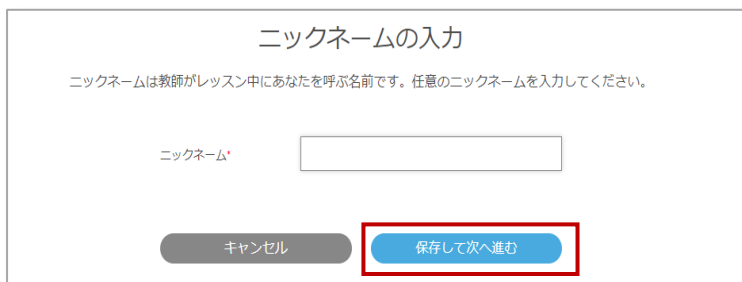 ニックネームの入力
ニックネームは教師がレッスン中にあなたを呼ぶ名前です。任意のニックネームを入力してください。
ニックネーム*
キャンセル
保存して次へ進む